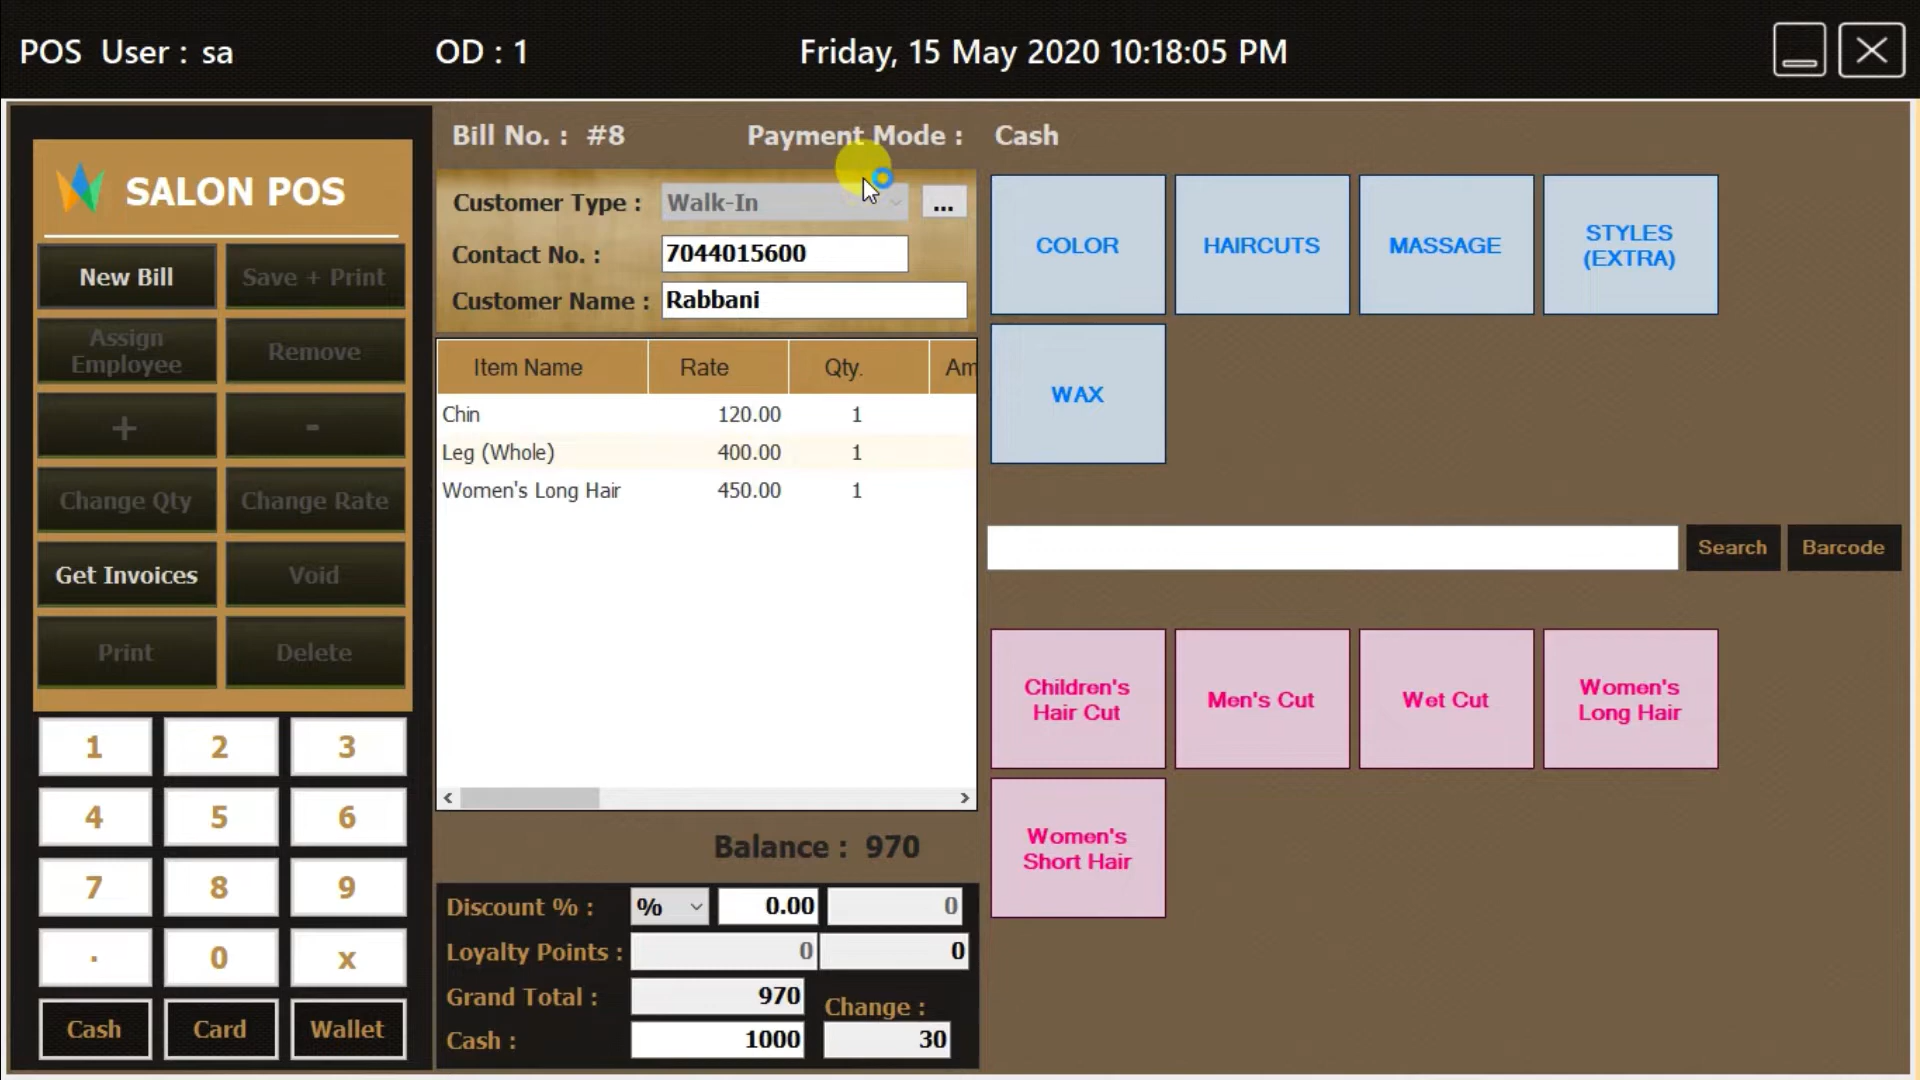 POS User : sa
OD : 1
Friday, 15 May 2020 10:18:05 PM
SALON POS
New Bill
Save + Print
Assign
Employee
Remove
+
-
Change Qty
Change Rate
Get Invoices
Void
Print
Delete
1
2
3
4
5
6
7
8
9
.
0
x
Cash
Card
Wallet
Bill No. : #8
Payment Mode : Cash
Customer Type : Walk-In
...
Contact No. : 7044015600
Customer Name : Rabbani
Item Name Rate Qty. Am
Chin 120.00 1
Leg (Whole) 400.00 1
Women's Long Hair 450.00 1
Balance : 970
Discount % : % 0.00 0
Loyalty Points : 0 0
Grand Total : 970
Change :
Cash : 1000
30
COLOR
HAIRCUTS
MASSAGE
STYLES
(EXTRA)
WAX
Search
Barcode
Children's
Hair Cut
Men's Cut
Wet Cut
Women's
Long Hair
Women's
Short Hair